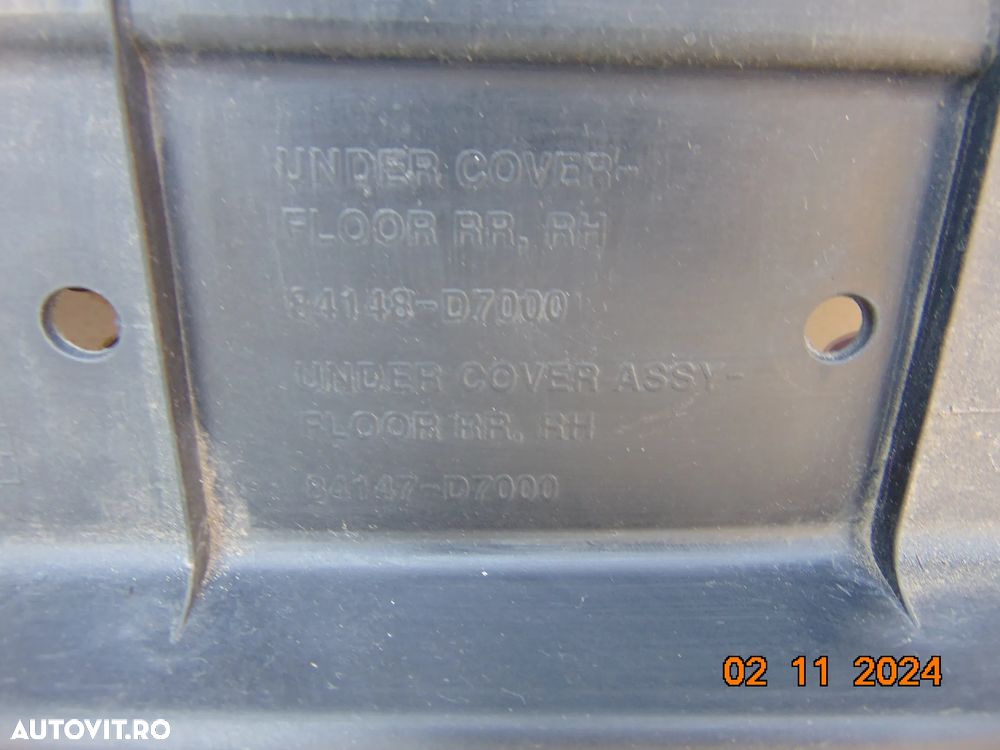 UNDER COVER-
FLOOR RR, RH
84148-D7000
UNDER COVER ASSY-
FLOOR RR, RH
84147-D7000
02 11 2024
AUTOVIT.RO